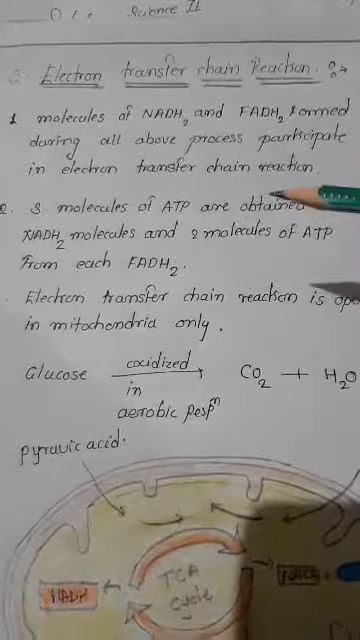 Science II
3. Electron transfer chain Reaction :→
1 molecules of NADH2 and FADH2 formed
during all above process participate
in electron transfer chain reaction.
2. 3 molecules of ATP are obtained
NADH2 molecules and 2 molecules of ATP
from each FADH2.
Electron transfer chain reaction is
in mitochondria only.
Glucose oxidized → CO2 + H2O
in
aerobic respn
pyruvic acid.
TCA
cycle
NADH